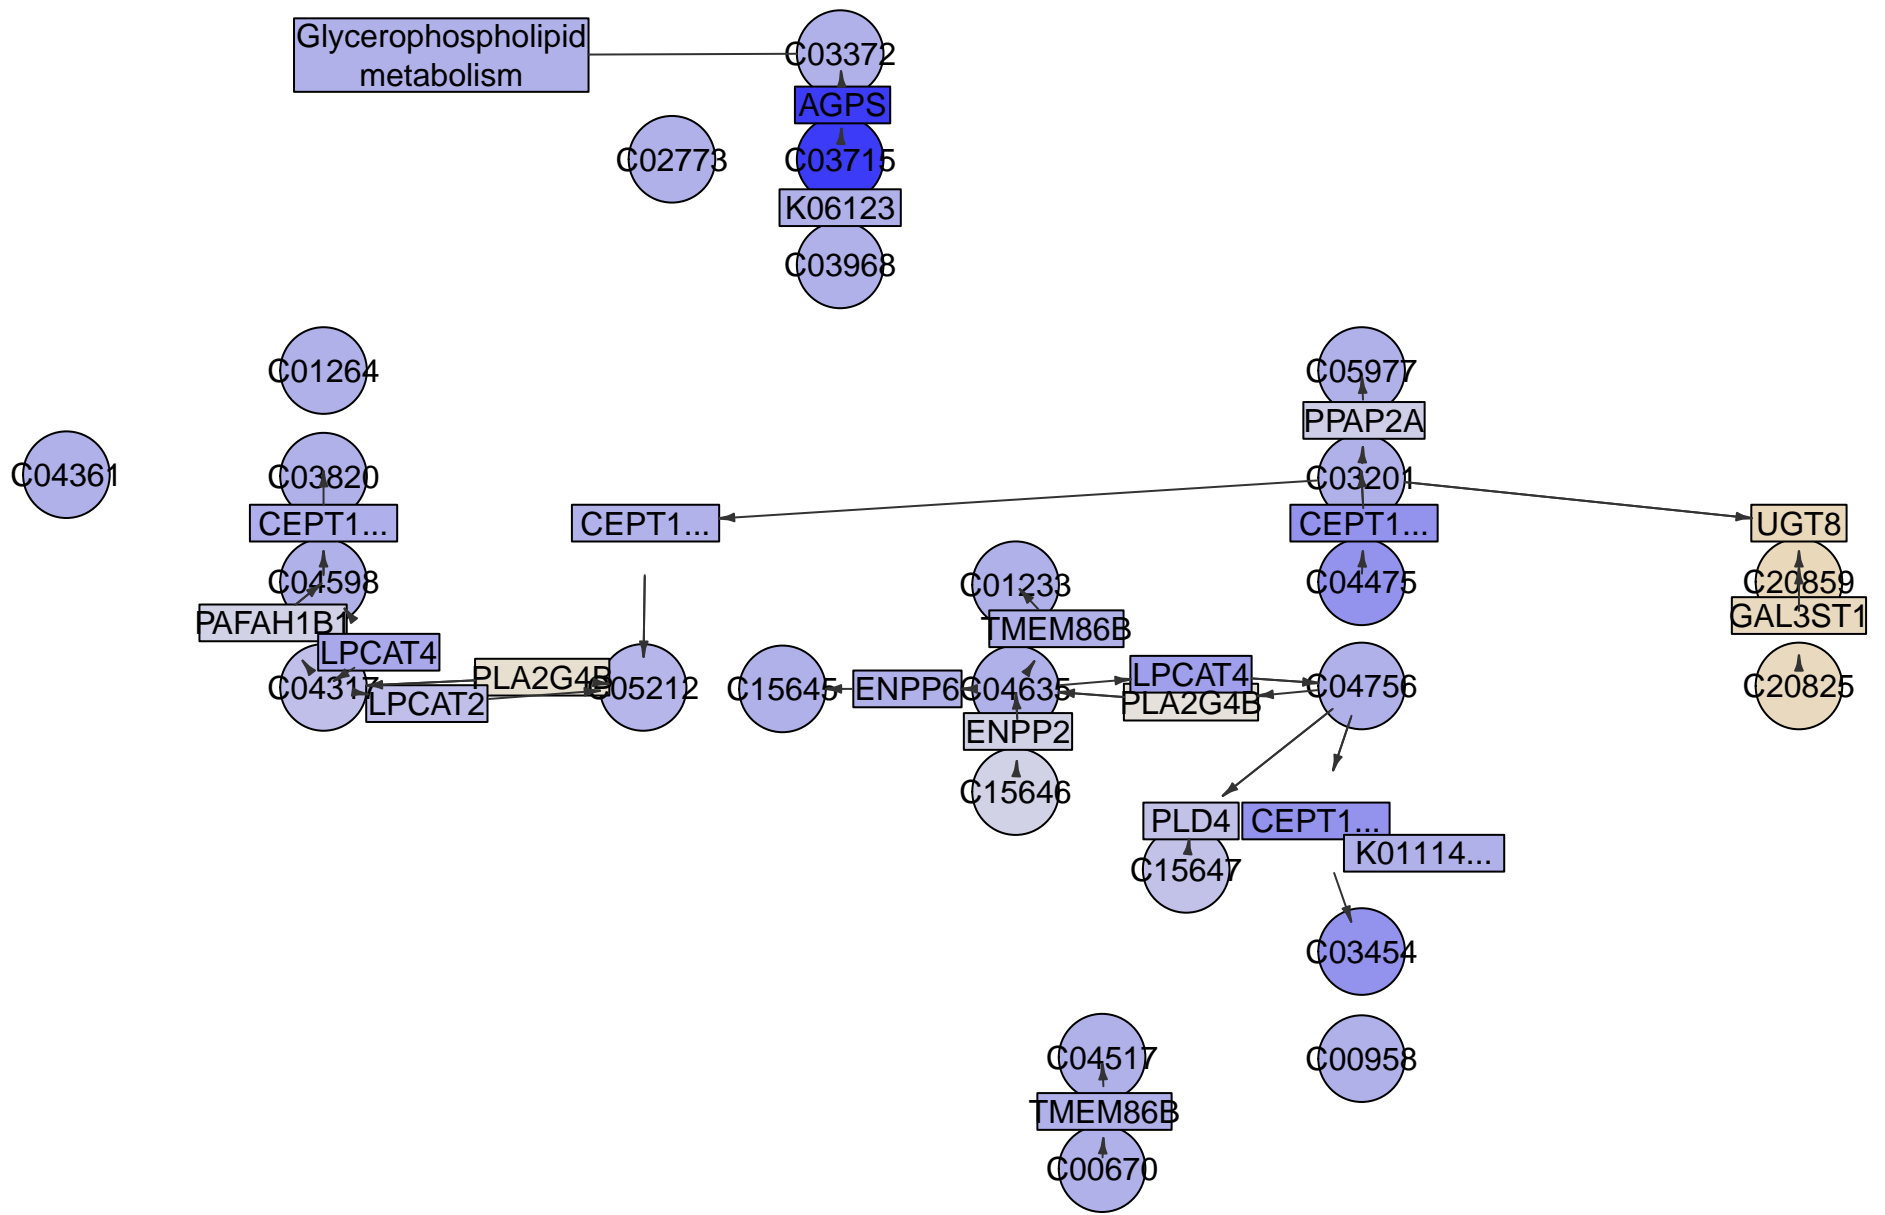 Glycerophospholipid
metabolism
C03372
AGPS
C02773
C03715
K06123
C03968
C01264
C05977
PPAP2A
C04361
C03820
C03201
CEPT1...
CEPT1...
CEPT1...
UGT8
C04598
C01233
C04475
C20859
PAFAH1B1
TMEM86B
GAL3ST1
LPCAT4
C04317
PLA2G4B
C05212
LPCAT2
C15645
ENPP6
C04635
LPCAT4
PLA2G4B
C04756
C20825
ENPP2
C15646
PLD4
CEPT1...
K01114...
C15647
C03454
C04517
C00958
TMEM86B
C00670